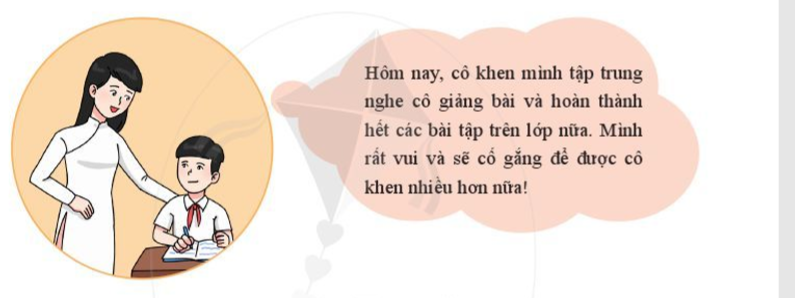 Hôm nay, cô khen mình tập trung
nghe cô giảng bài và hoàn thành
hết các bài tập trên lớp nữa. Mình
rất vui và sẽ cố gắng để được cô
khen nhiều hơn nữa!